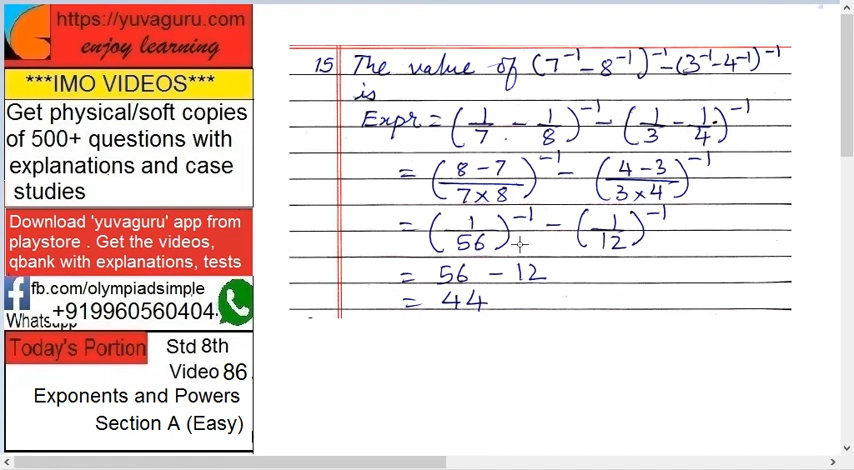 https://yuvaguru.com
enjoy learning
***IMO VIDEOS***
Get physical/soft copies
of 500+ questions with
explanations and case
studies
Download 'yuvaguru' app from
playstore . Get the videos,
qbank with explanations, tests
fb.com/olympiadsimple
+919960560404
Whatsupp
Today's Portion Std 8th
Video 86
Exponents and Powers
Section A (Easy)
15 The value of (7⁻¹ – 8⁻¹)⁻¹ – (3⁻¹ – 4⁻¹)⁻¹
is
Expr = (1/7 – 1/8)⁻¹ – (1/3 – 1/4)⁻¹
= ((8 – 7)/(7 × 8))⁻¹ – ((4 – 3)/(3 × 4))⁻¹
= (1/56)⁻¹ – (1/12)⁻¹
= 56 – 12
= 44